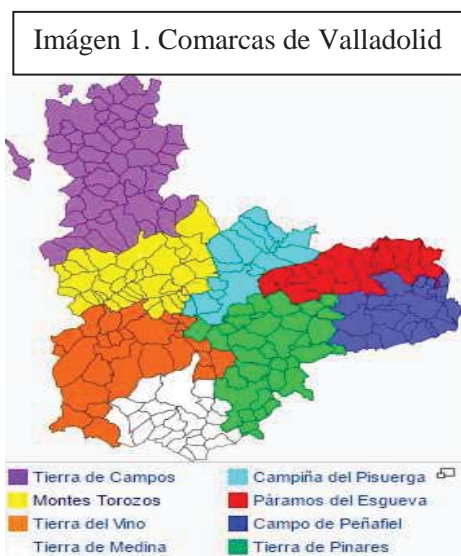 Imágen 1. Comarcas de Valladolid
Tierra de Campos
Montes Torozos
Tierra del Vino
Tierra de Medina
Campiña del Pisuerga
Páramos del Esgueva
Campo de Peñafiel
Tierra de Pinares